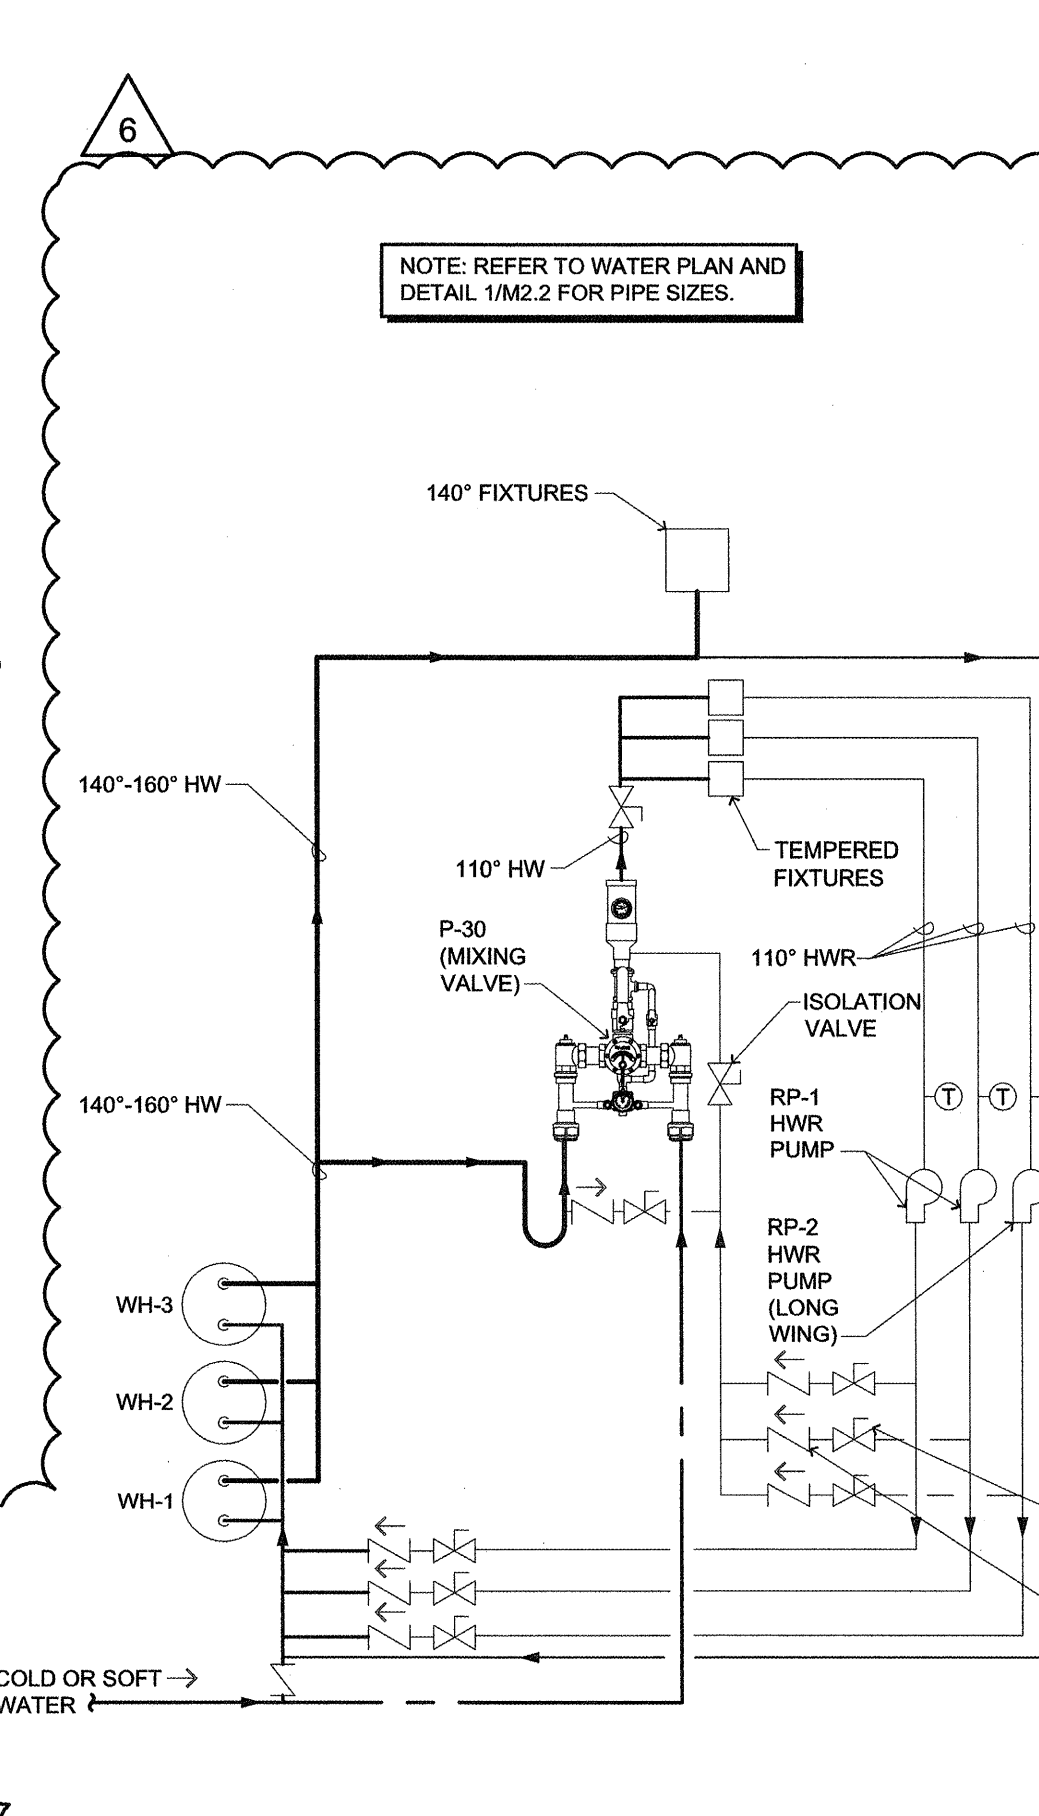 6
NOTE: REFER TO WATER PLAN AND
DETAIL 1/M2.2 FOR PIPE SIZES.
140° FIXTURES
140°-160° HW
TEMPERED
FIXTURES
110° HW
P-30
(MIXING
VALVE)
110° HWR
ISOLATION
VALVE
140°-160° HW
RP-1
HWR
PUMP
T
T
RP-2
HWR
PUMP
(LONG
WING)
WH-3
WH-2
WH-1
COLD OR SOFT
WATER